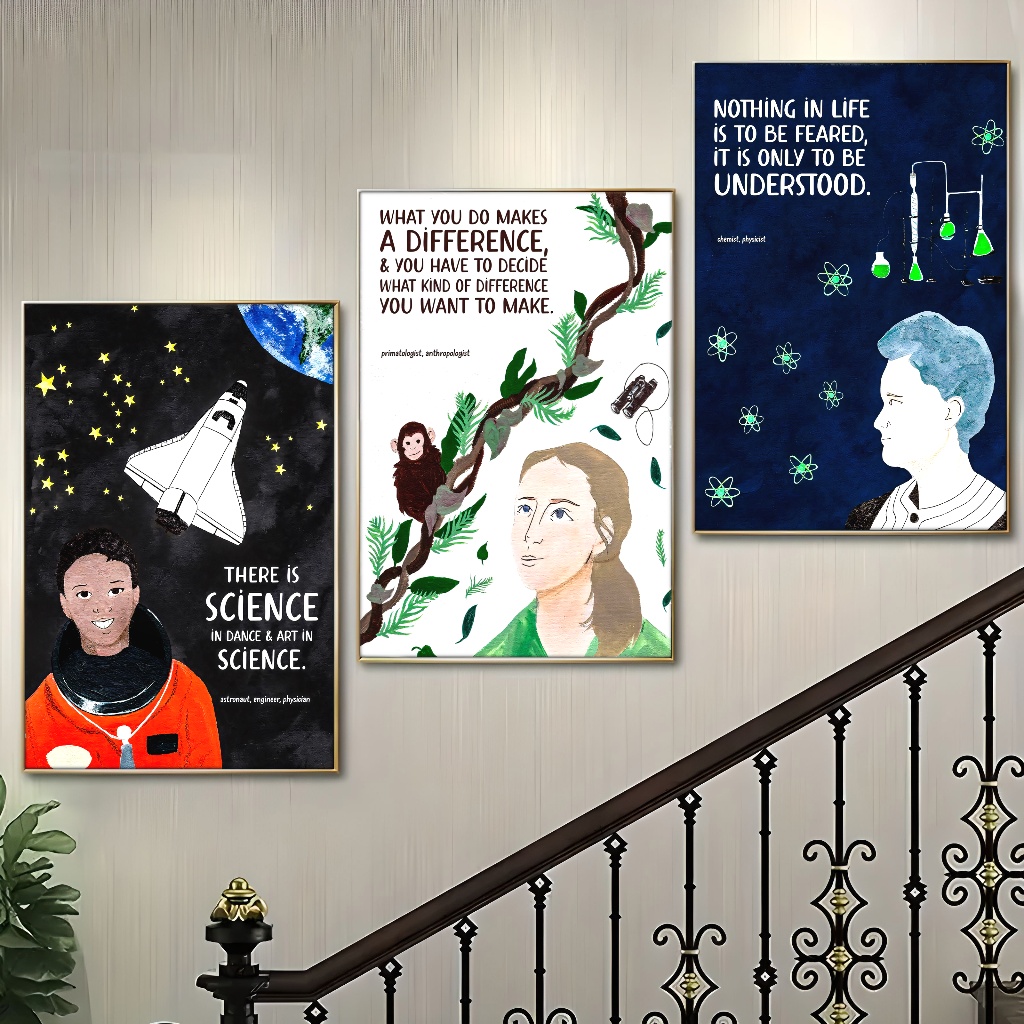 THERE IS
SCIENCE
IN DANCE & ART IN
SCIENCE.
astronaut, engineer, physician
WHAT YOU DO MAKES
A DIFFERENCE,
& YOU HAVE TO DECIDE
WHAT KIND OF DIFFERENCE
YOU WANT TO MAKE.
primatologist, anthropologist
NOTHING IN LIFE
IS TO BE FEARED,
IT IS ONLY TO BE
UNDERSTOOD.
chemist, physicist